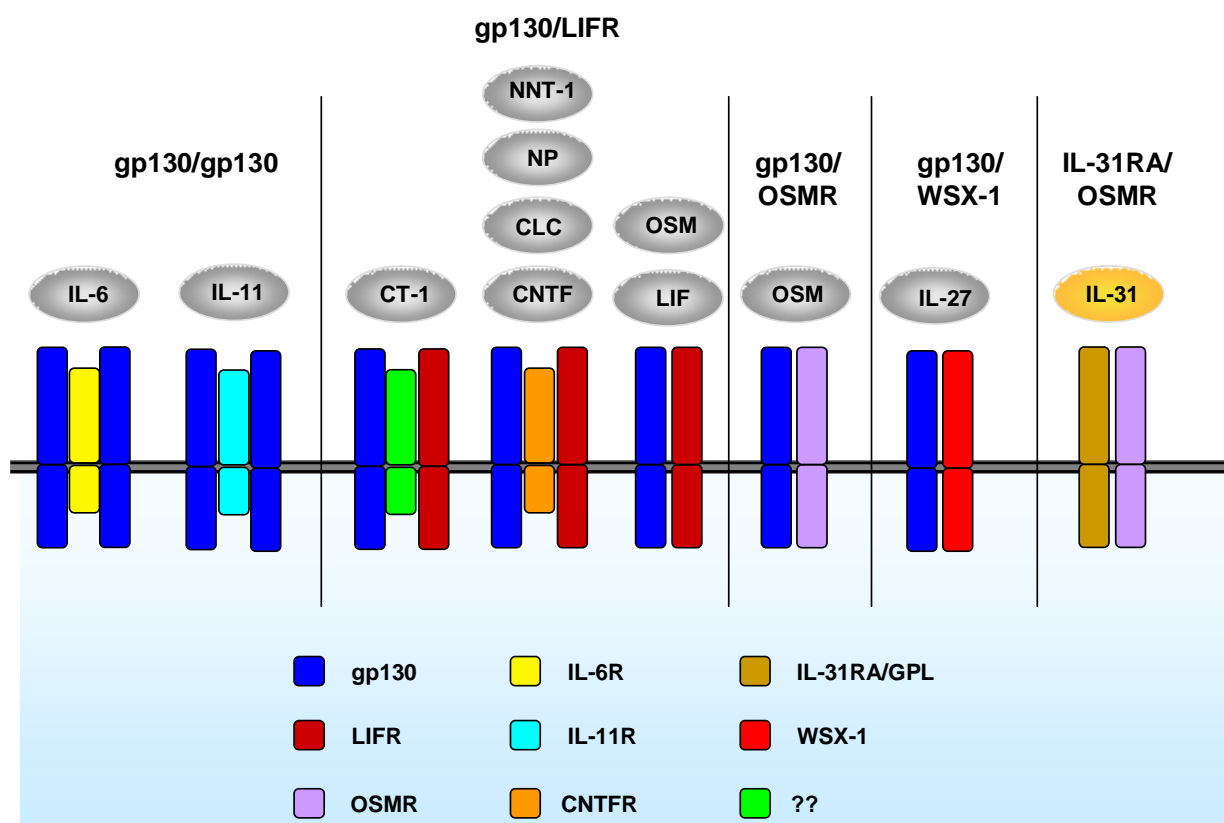 gp130/LIFR
NNT-1
NP
CLC
CNTF
OSM
LIF
gp130/gp130
IL-6
IL-11
CT-1
gp130/
OSMR
OSM
gp130/
WSX-1
IL-27
IL-31RA/
OSMR
IL-31
gp130
IL-6R
IL-31RA/GPL
LIFR
IL-11R
WSX-1
OSMR
CNTFR
??